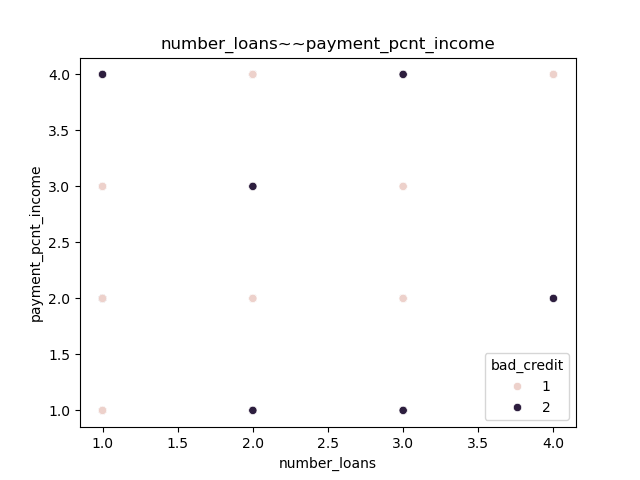 number_loans~~payment_pcnt_income
4.0
3.5
3.0
2.5
2.0
1.5
1.0
payment_pcnt_income
bad_credit
1
2
1.0 1.5 2.0 2.5 3.0 3.5 4.0
number_loans